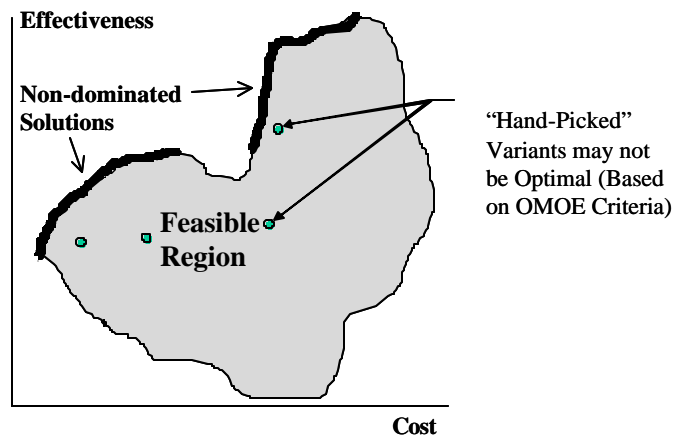 Effectiveness
Non-dominated
Solutions
“Hand-Picked”
Variants may not
be Optimal (Based
on OMOE Criteria)
Feasible
Region
Cost